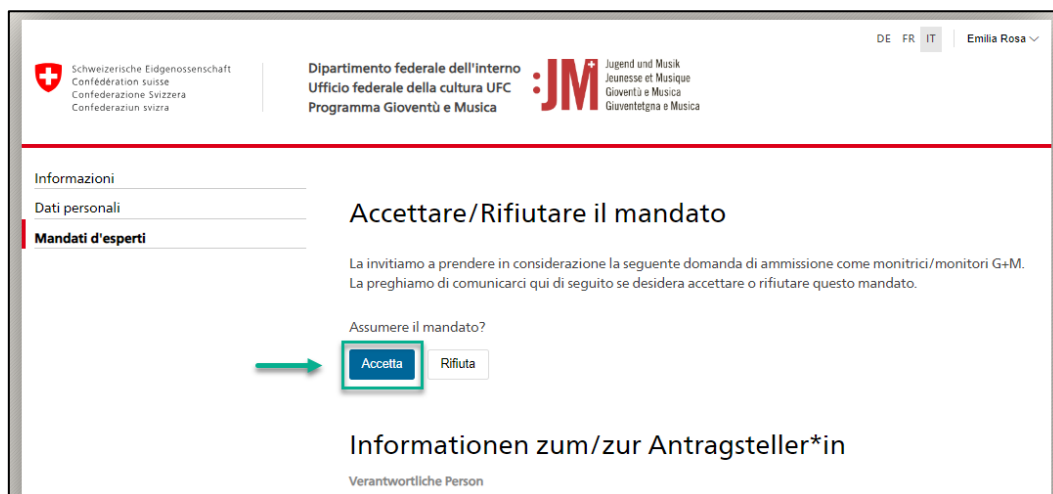 DE FR IT Emilia Rosa
Schweizerische Eidgenossenschaft
Confédération suisse
Confederazione Svizzera
Confederaziun svizra
Dipartimento federale dell'interno
Ufficio federale della cultura UFC
Programma Gioventù e Musica
:JM
Jugend und Musik
Jeunesse et Musique
Gioventù e Musica
Giuventetgna e Musica
Informazioni
Dati personali
Mandati d'esperti
Accettare/Rifiutare il mandato
La invitiamo a prendere in considerazione la seguente domanda di ammissione come monitrici/monitori G+M.
La preghiamo di comunicarci qui di seguito se desidera accettare o rifiutare questo mandato.
Assumere il mandato?
Accetta Rifiuta
Informationen zum/zur Antragsteller*in
Verantwortliche Person